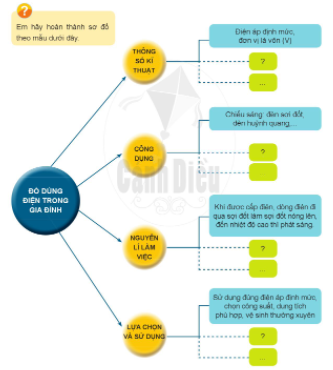 ?
Em hãy hoàn thành sơ đồ
theo mẫu dưới đây.
THÔNG
SỐ KĨ
THUẬT
Điện áp định mức,
đơn vị là vôn (V)
?
...
CÔNG
DỤNG
Chiếu sáng: đèn sợi đốt,
đèn huỳnh quang,...
?
...
Cánh Diều
ĐỒ DÙNG
ĐIỆN TRONG
GIA ĐÌNH
NGUYÊN
LÍ LÀM
VIỆC
Khi được cấp điện, dòng điện đi
qua sợi đốt làm sợi đốt nóng lên,
đến nhiệt độ cao thì phát sáng.
?
...
LỰA CHỌN
VÀ SỬ DỤNG
Sử dụng đúng điện áp định mức,
chọn công suất, dung tích
phù hợp, vệ sinh thường xuyên
?
...